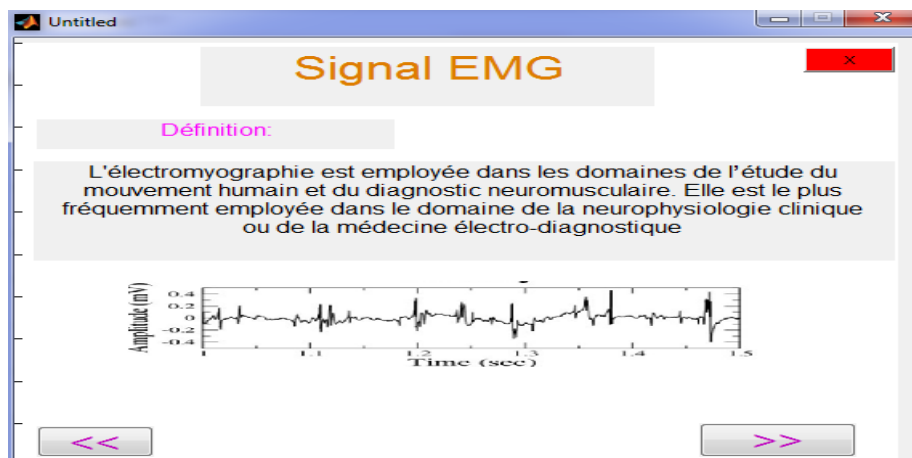 Untitled
Signal EMG
x
Définition:
L'électromyographie est employée dans les domaines de l'étude du
mouvement humain et du diagnostic neuromusculaire. Elle est le plus
fréquemment employée dans le domaine de la neurophysiologie clinique
ou de la médecine électro-diagnostique
Amplitude (mV)
0.4
0.2
0
-0.2
-0.4
1 1.1 1.2 1.3 1.4 1.5
Time (sec)
<< >>